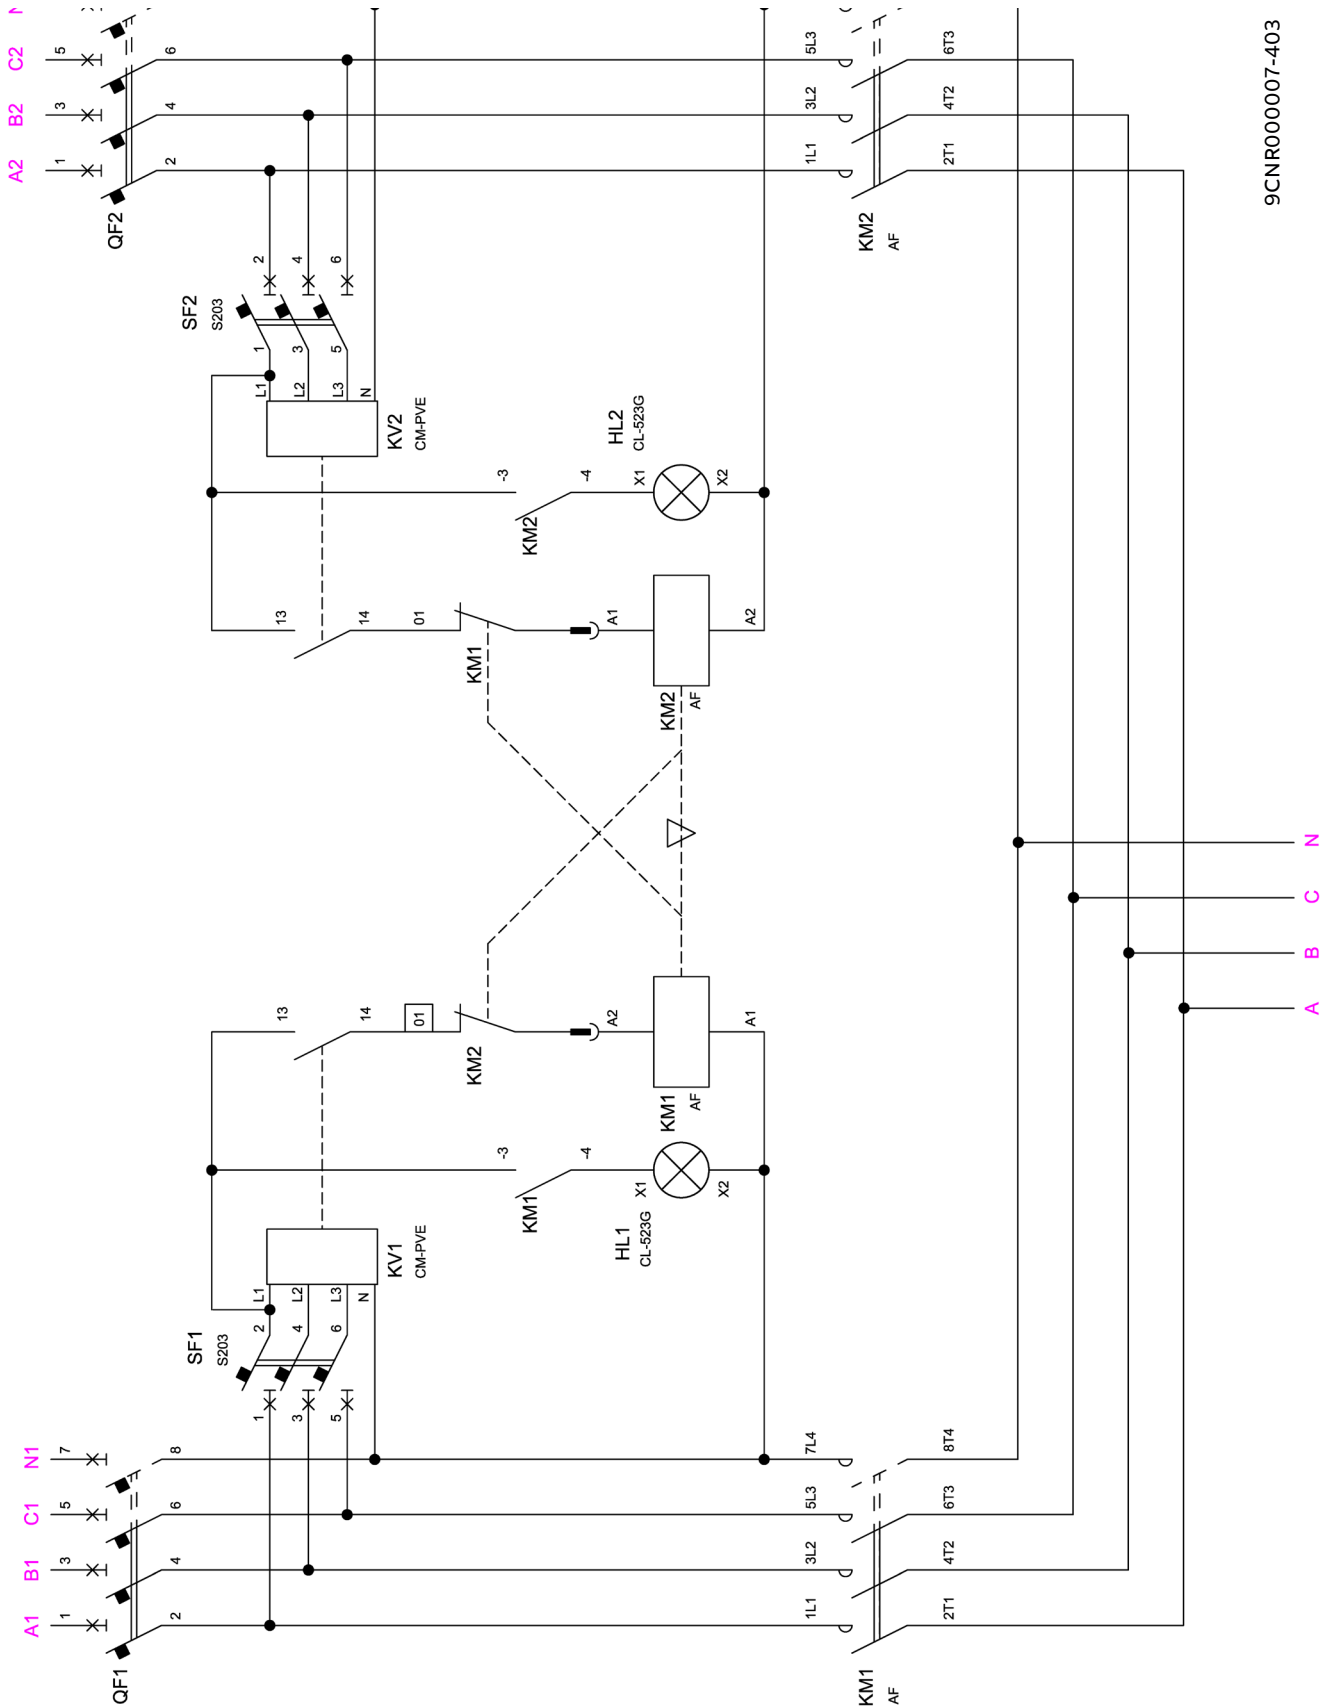 A1 B1 C1 N1 A2 B2 C2
1 3 5 7 1 3 5
QF1 QF2
2 4 6 8 2 4 6
SF1 SF2
S203 S203
1 2 L1 L1 1 2
13 13
3 4 L2 L2 3 4
5 6 L3 L3 5 6
N 14 14 N
KV1 KV2
CM-PVE 01 01 CM-PVE
KM2 KM1
-3 -3
KM1 KM2
-4 -4
A2 A1
HL1 HL2
X1 X1
CL-523G CL-523G
KM1 KM2
AF AF
X2 X2
A1 A2
1L1 3L2 5L3 7L4 1L1 3L2 5L3
KM1 KM2
AF AF
2T1 4T2 6T3 8T4 2T1 4T2 6T3
9CNR000007-403
A B C N